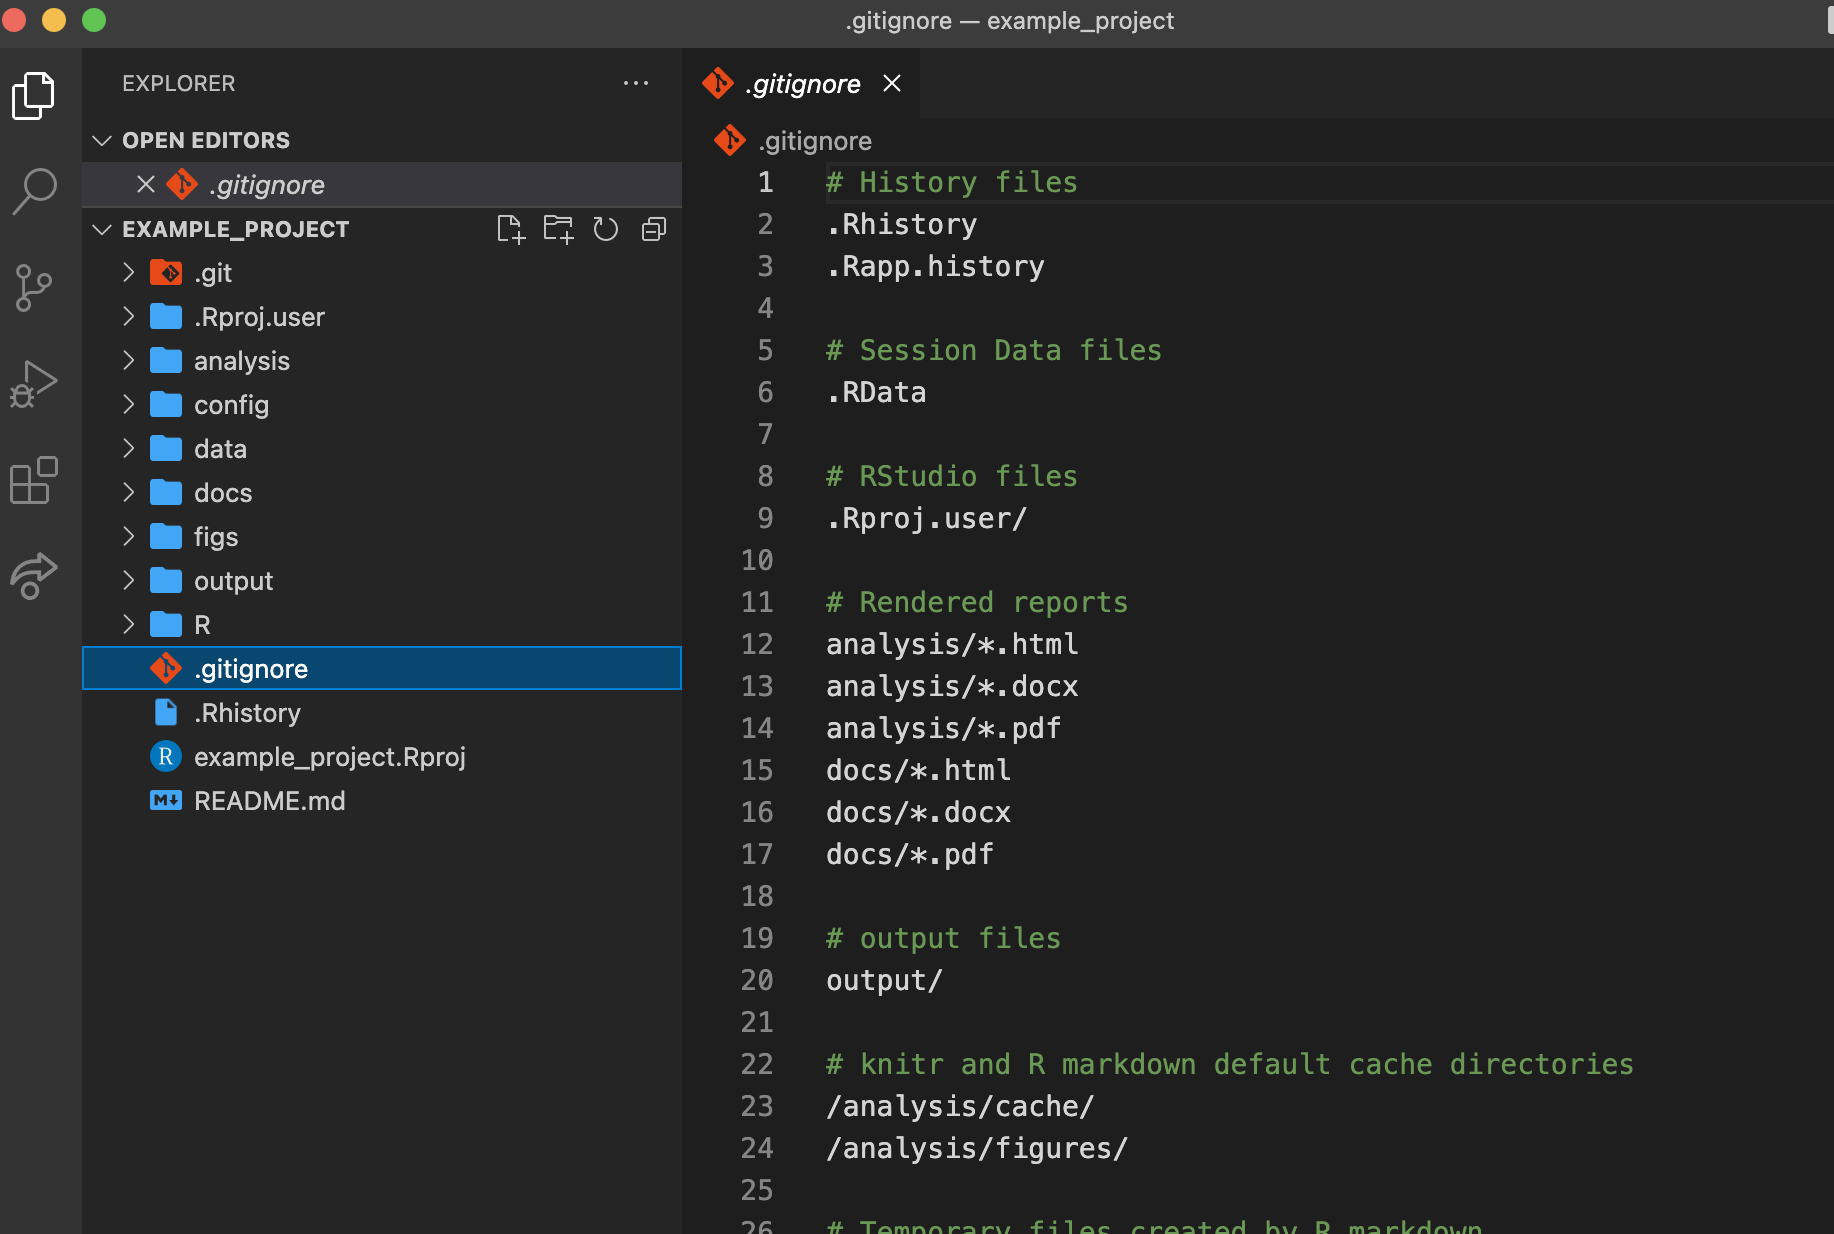 .gitignore — example_project
EXPLORER
OPEN EDITORS
.gitignore
EXAMPLE_PROJECT
.git
.Rproj.user
analysis
config
data
docs
figs
output
R
.gitignore
.Rhistory
R example_project.Rproj
M README.md
.gitignore
.gitignore
1 # History files
2 .Rhistory
3 .Rapp.history
4
5 # Session Data files
6 .RData
7
8 # RStudio files
9 .Rproj.user/
10
11 # Rendered reports
12 analysis/*.html
13 analysis/*.docx
14 analysis/*.pdf
15 docs/*.html
16 docs/*.docx
17 docs/*.pdf
18
19 # output files
20 output/
21
22 # knitr and R markdown default cache directories
23 /analysis/cache/
24 /analysis/figures/
25
26 # Temporary files created by R markdown